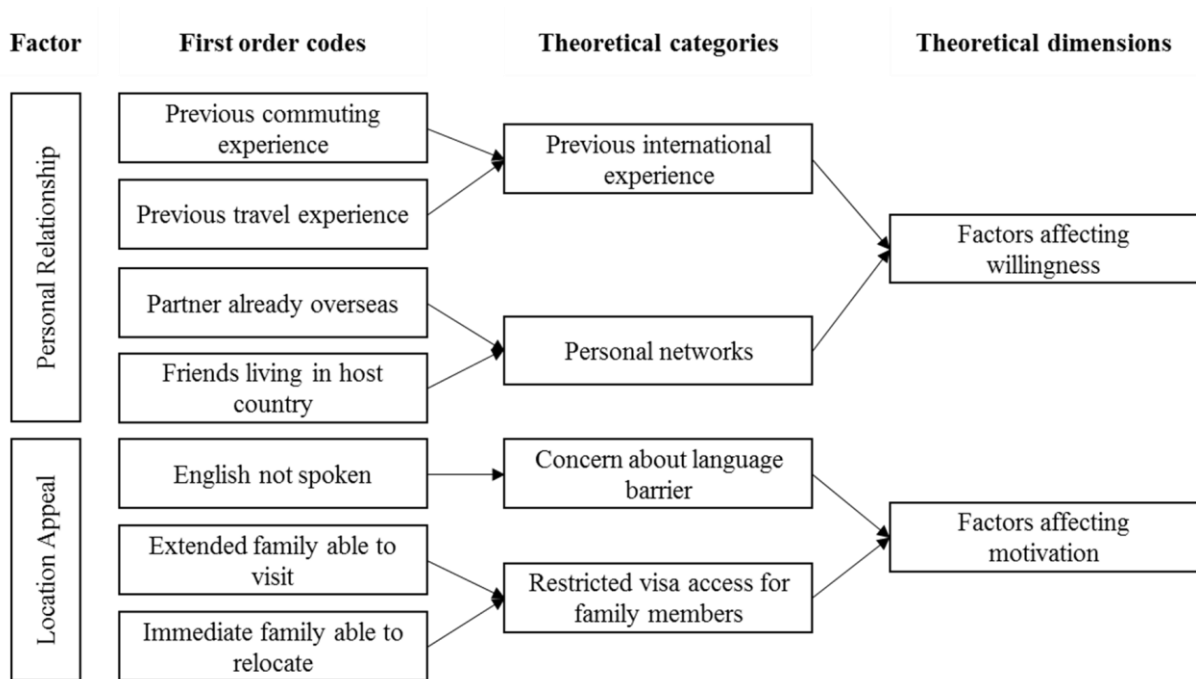 Factor
First order codes
Theoretical categories
Theoretical dimensions
Personal Relationship
Previous commuting
experience
Previous travel experience
Partner already overseas
Friends living in host
country
Previous international
experience
Personal networks
Factors affecting
willingness
Location Appeal
English not spoken
Extended family able to
visit
Immediate family able to
relocate
Concern about language
barrier
Restricted visa access for
family members
Factors affecting
motivation